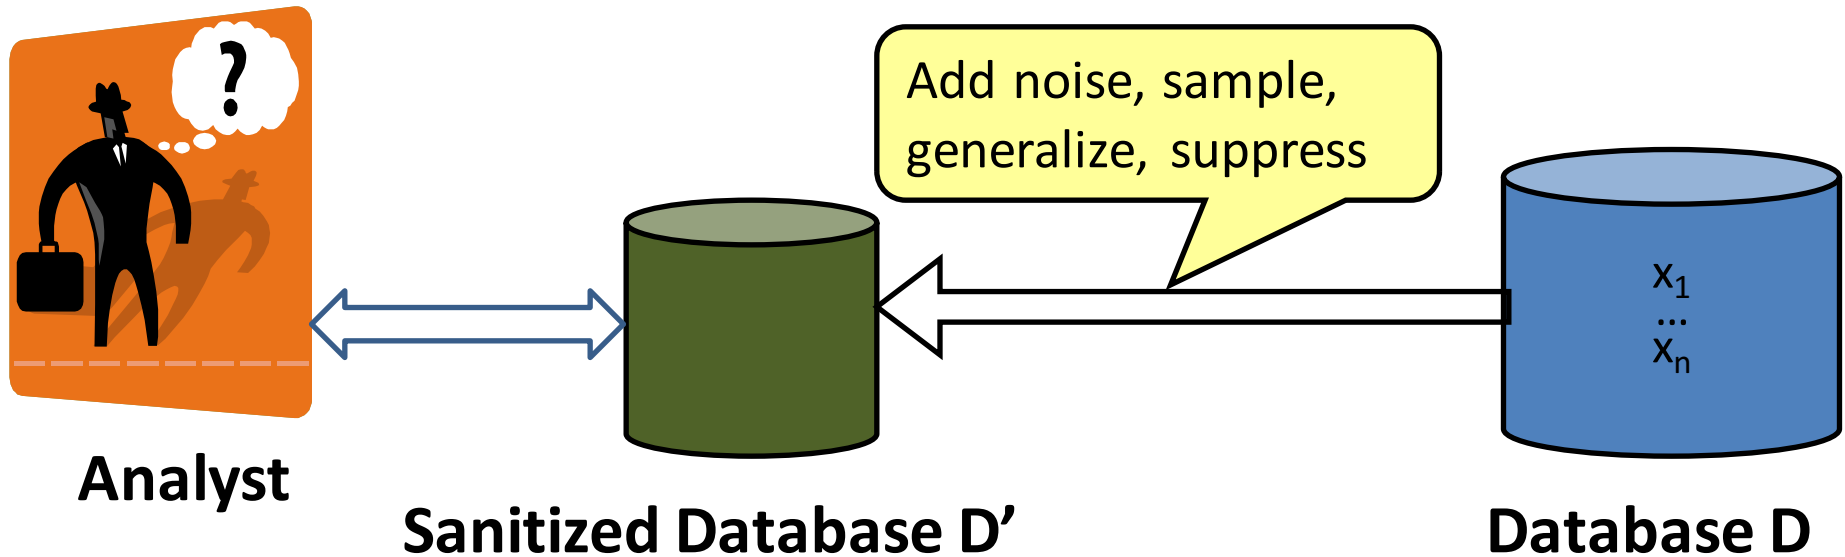 ?
Add noise, sample,
generalize, suppress
x1
...
xn
Analyst
Sanitized Database D’
Database D